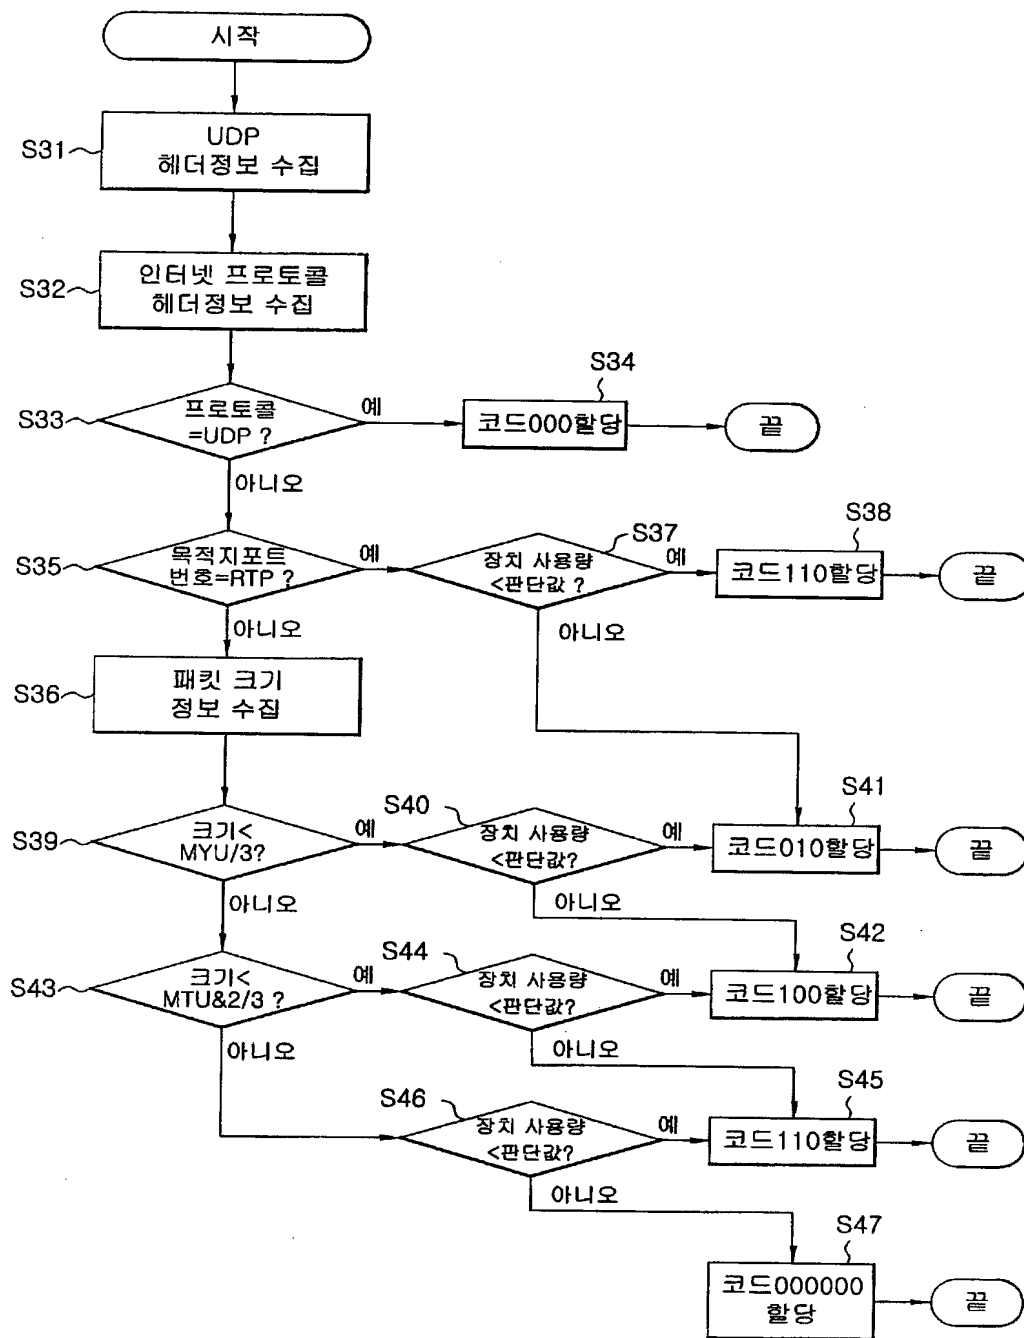 시작
S31
UDP
헤더정보 수집
S32
인터넷 프로토콜
헤더정보 수집
S33
프로토콜
=UDP ?
예
S34
코드000할당
끝
아니오
S35
목적지포트
번호=RTP ?
예
S37
장치 사용량
<판단값 ?
예
S38
코드110할당
끝
아니오
아니오
S36
패킷 크기
정보 수집
S39
크기<
MYU/3?
예
S40
장치 사용량
<판단값?
예
S41
코드010할당
끝
아니오
아니오
S43
크기<
MTU&2/3 ?
예
S44
장치 사용량
<판단값?
예
S42
코드100할당
끝
아니오
아니오
S46
장치 사용량
<판단값?
예
S45
코드110할당
끝
아니오
S47
코드000000
할당
끝